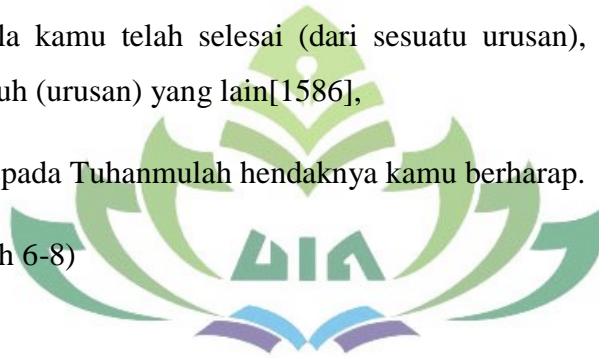 la kamu telah selesai (dari sesuatu urusan),
uh (urusan) yang lain[1586],
pada Tuhanmulah hendaknya kamu berharap.
h 6-8)
UIN